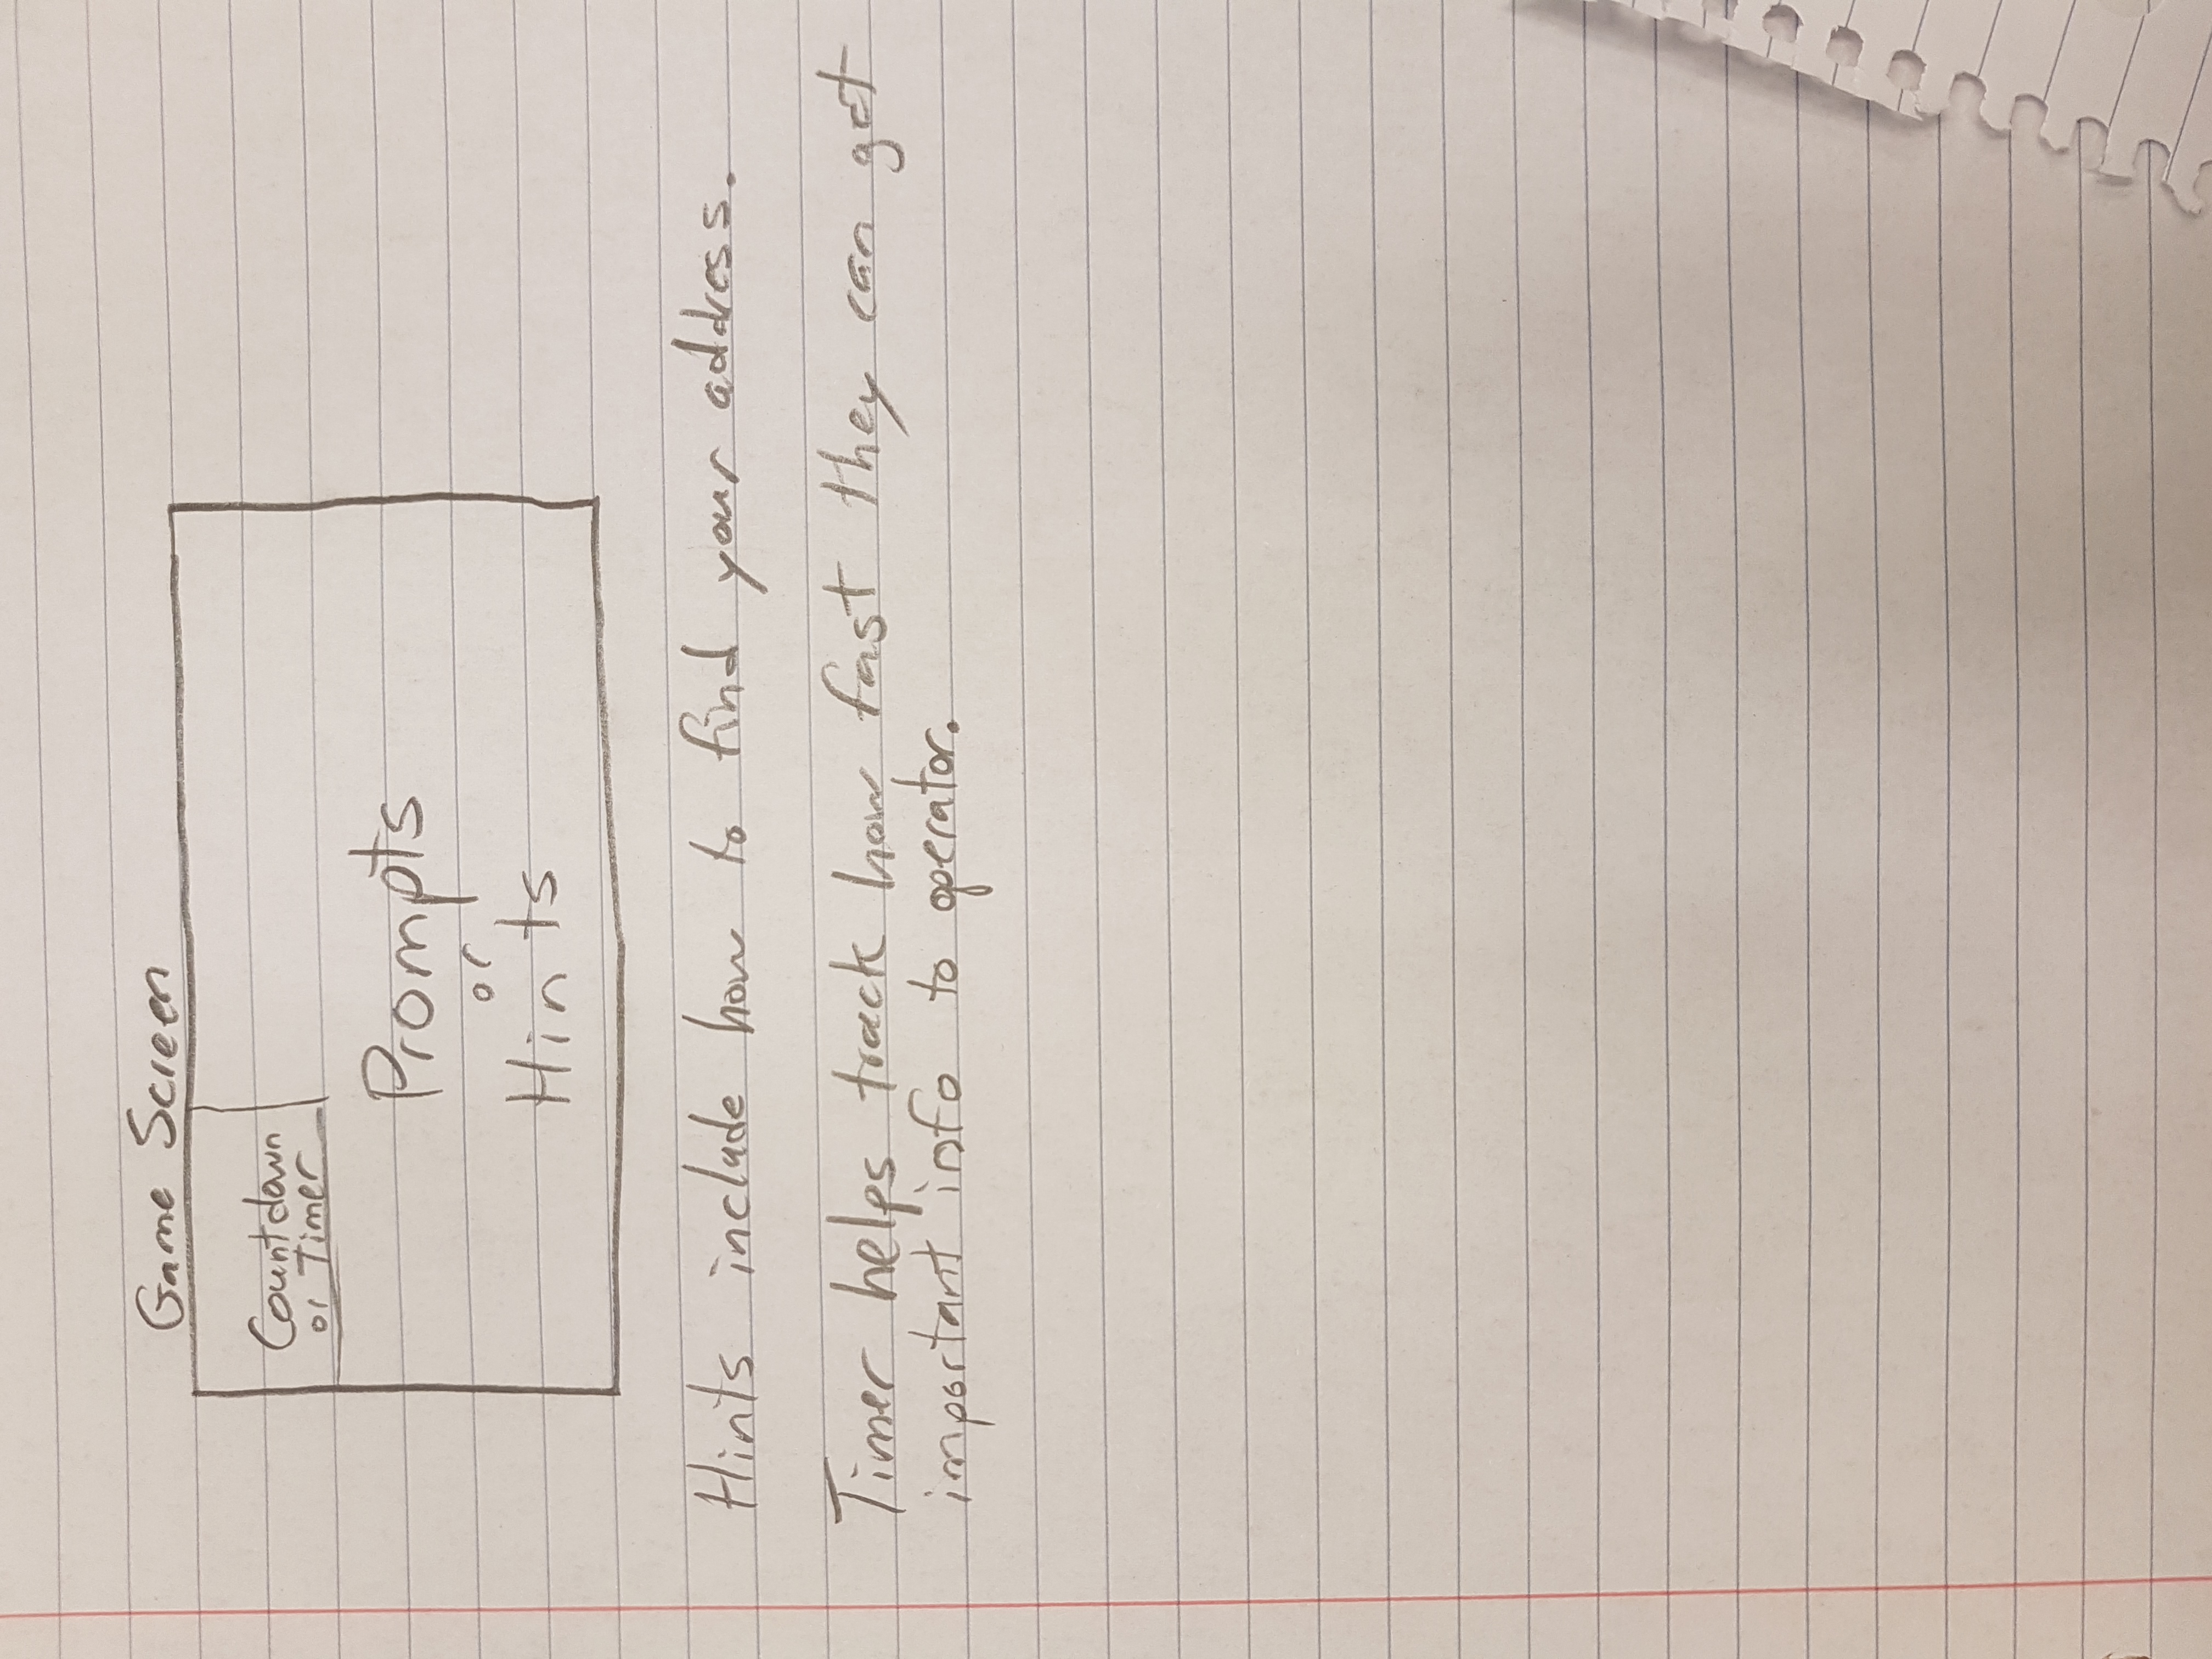 Game Screen
Countdown
or Timer
Prompts
or
Hints
Hints include how to find your address.
Timer helps track how fast they can get
important info to operator.